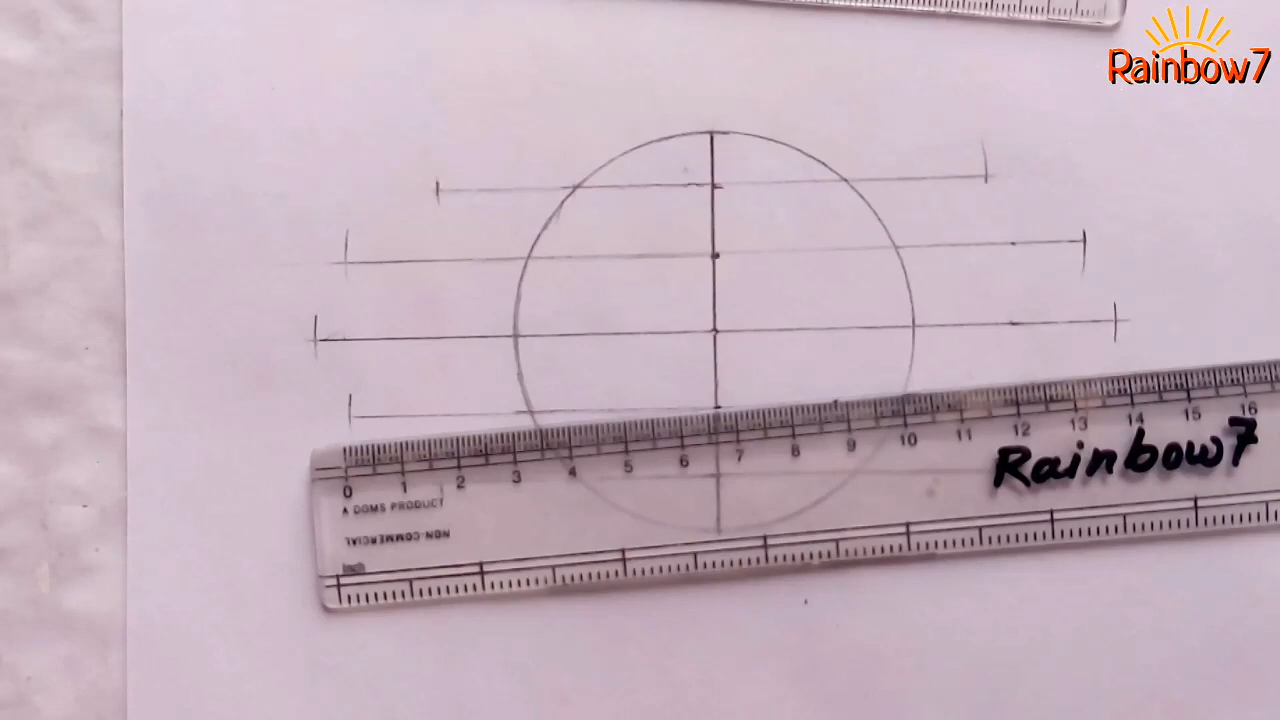 Rainbow7
0 1 2 3 4 5 6 7 8 9 10 11 12 13 14 15 16
Rainbow7
A DOMS PRODUCT
NON-COMMERCIAL
Inch